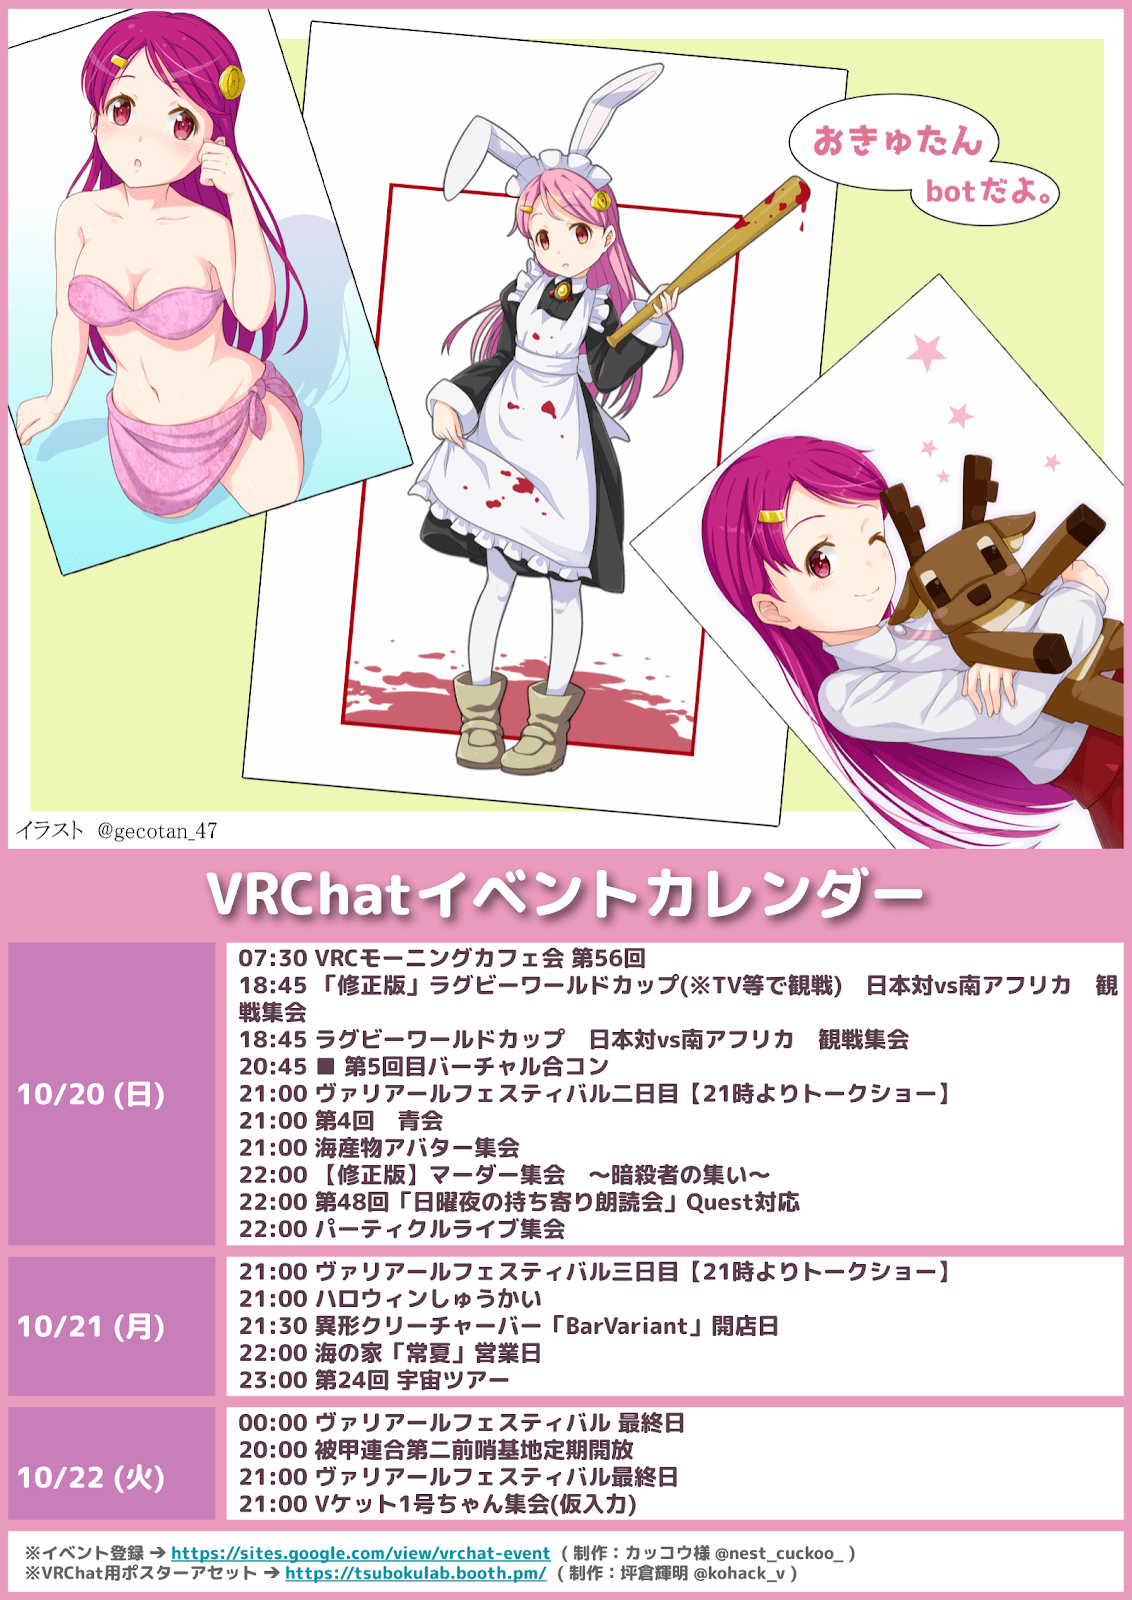 おきゅたん
botだよ。
イラスト @gecotan_47
VRChatイベントカレンダー
10/20 (日)
07:30 VRCモーニングカフェ会 第56回
18:45 「修正版」ラグビーワールドカップ(※TV等で観戦)　日本対vs南アフリカ　観
戦集会
18:45 ラグビーワールドカップ　日本対vs南アフリカ　観戦集会
20:45 ■ 第5回目バーチャル合コン
21:00 ヴァリアールフェスティバル二日目【21時よりトークショー】
21:00 第4回　青会
21:00 海産物アバター集会
22:00 【修正版】マーダー集会　～暗殺者の集い～
22:00 第48回「日曜夜の持ち寄り朗読会」Quest対応
22:00 パーティクルライブ集会
10/21 (月)
21:00 ヴァリアールフェスティバル三日目【21時よりトークショー】
21:00 ハロウィンしゅうかい
21:30 異形クリーチャーバー「BarVariant」開店日
22:00 海の家「常夏」営業日
23:00 第24回 宇宙ツアー
10/22 (火)
00:00 ヴァリアールフェスティバル 最終日
20:00 被甲連合第二前哨基地定期開放
21:00 ヴァリアールフェスティバル最終日
21:00 Vケット1号ちゃん集会(仮入力)
※イベント登録 → https://sites.google.com/view/vrchat-event ( 制作：カッコウ様 @nest_cuckoo_ )
※VRChat用ポスターアセット → https://tsubokulab.booth.pm/ ( 制作：坪倉輝明 @kohack_v )